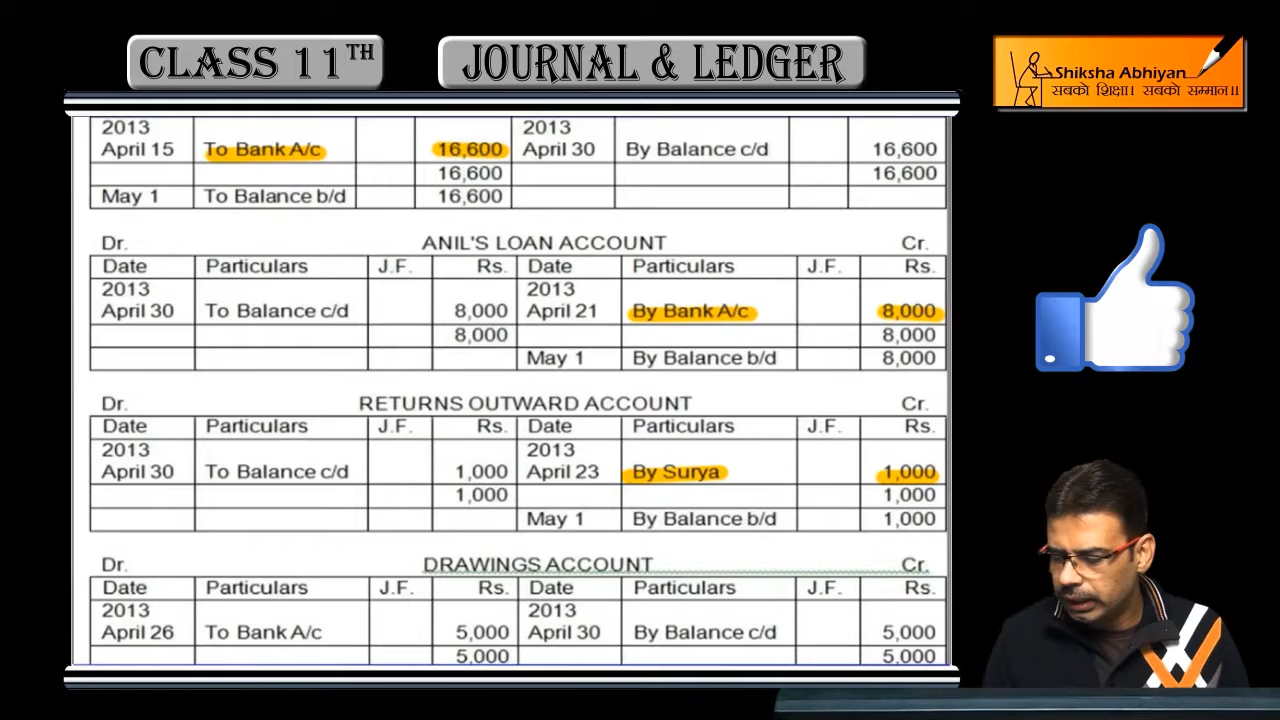 CLASS 11TH JOURNAL & LEDGER
Shiksha Abhiyan
सबको शिक्षा। सबको सम्मान॥
2013 2013
April 15 To Bank A/c 16,600 April 30 By Balance c/d 16,600
16,600 16,600
May 1 To Balance b/d 16,600
Dr. ANIL'S LOAN ACCOUNT Cr.
Date Particulars J.F. Rs. Date Particulars J.F. Rs.
2013 2013
April 30 To Balance c/d 8,000 April 21 By Bank A/c 8,000
8,000 8,000
May 1 By Balance b/d 8,000
Dr. RETURNS OUTWARD ACCOUNT Cr.
Date Particulars J.F. Rs. Date Particulars J.F. Rs.
2013 2013
April 30 To Balance c/d 1,000 April 23 By Surya 1,000
1,000 1,000
May 1 By Balance b/d 1,000
Dr. DRAWINGS ACCOUNT Cr.
Date Particulars J.F. Rs. Date Particulars J.F. Rs.
2013 2013
April 26 To Bank A/c 5,000 April 30 By Balance c/d 5,000
5,000 5,000